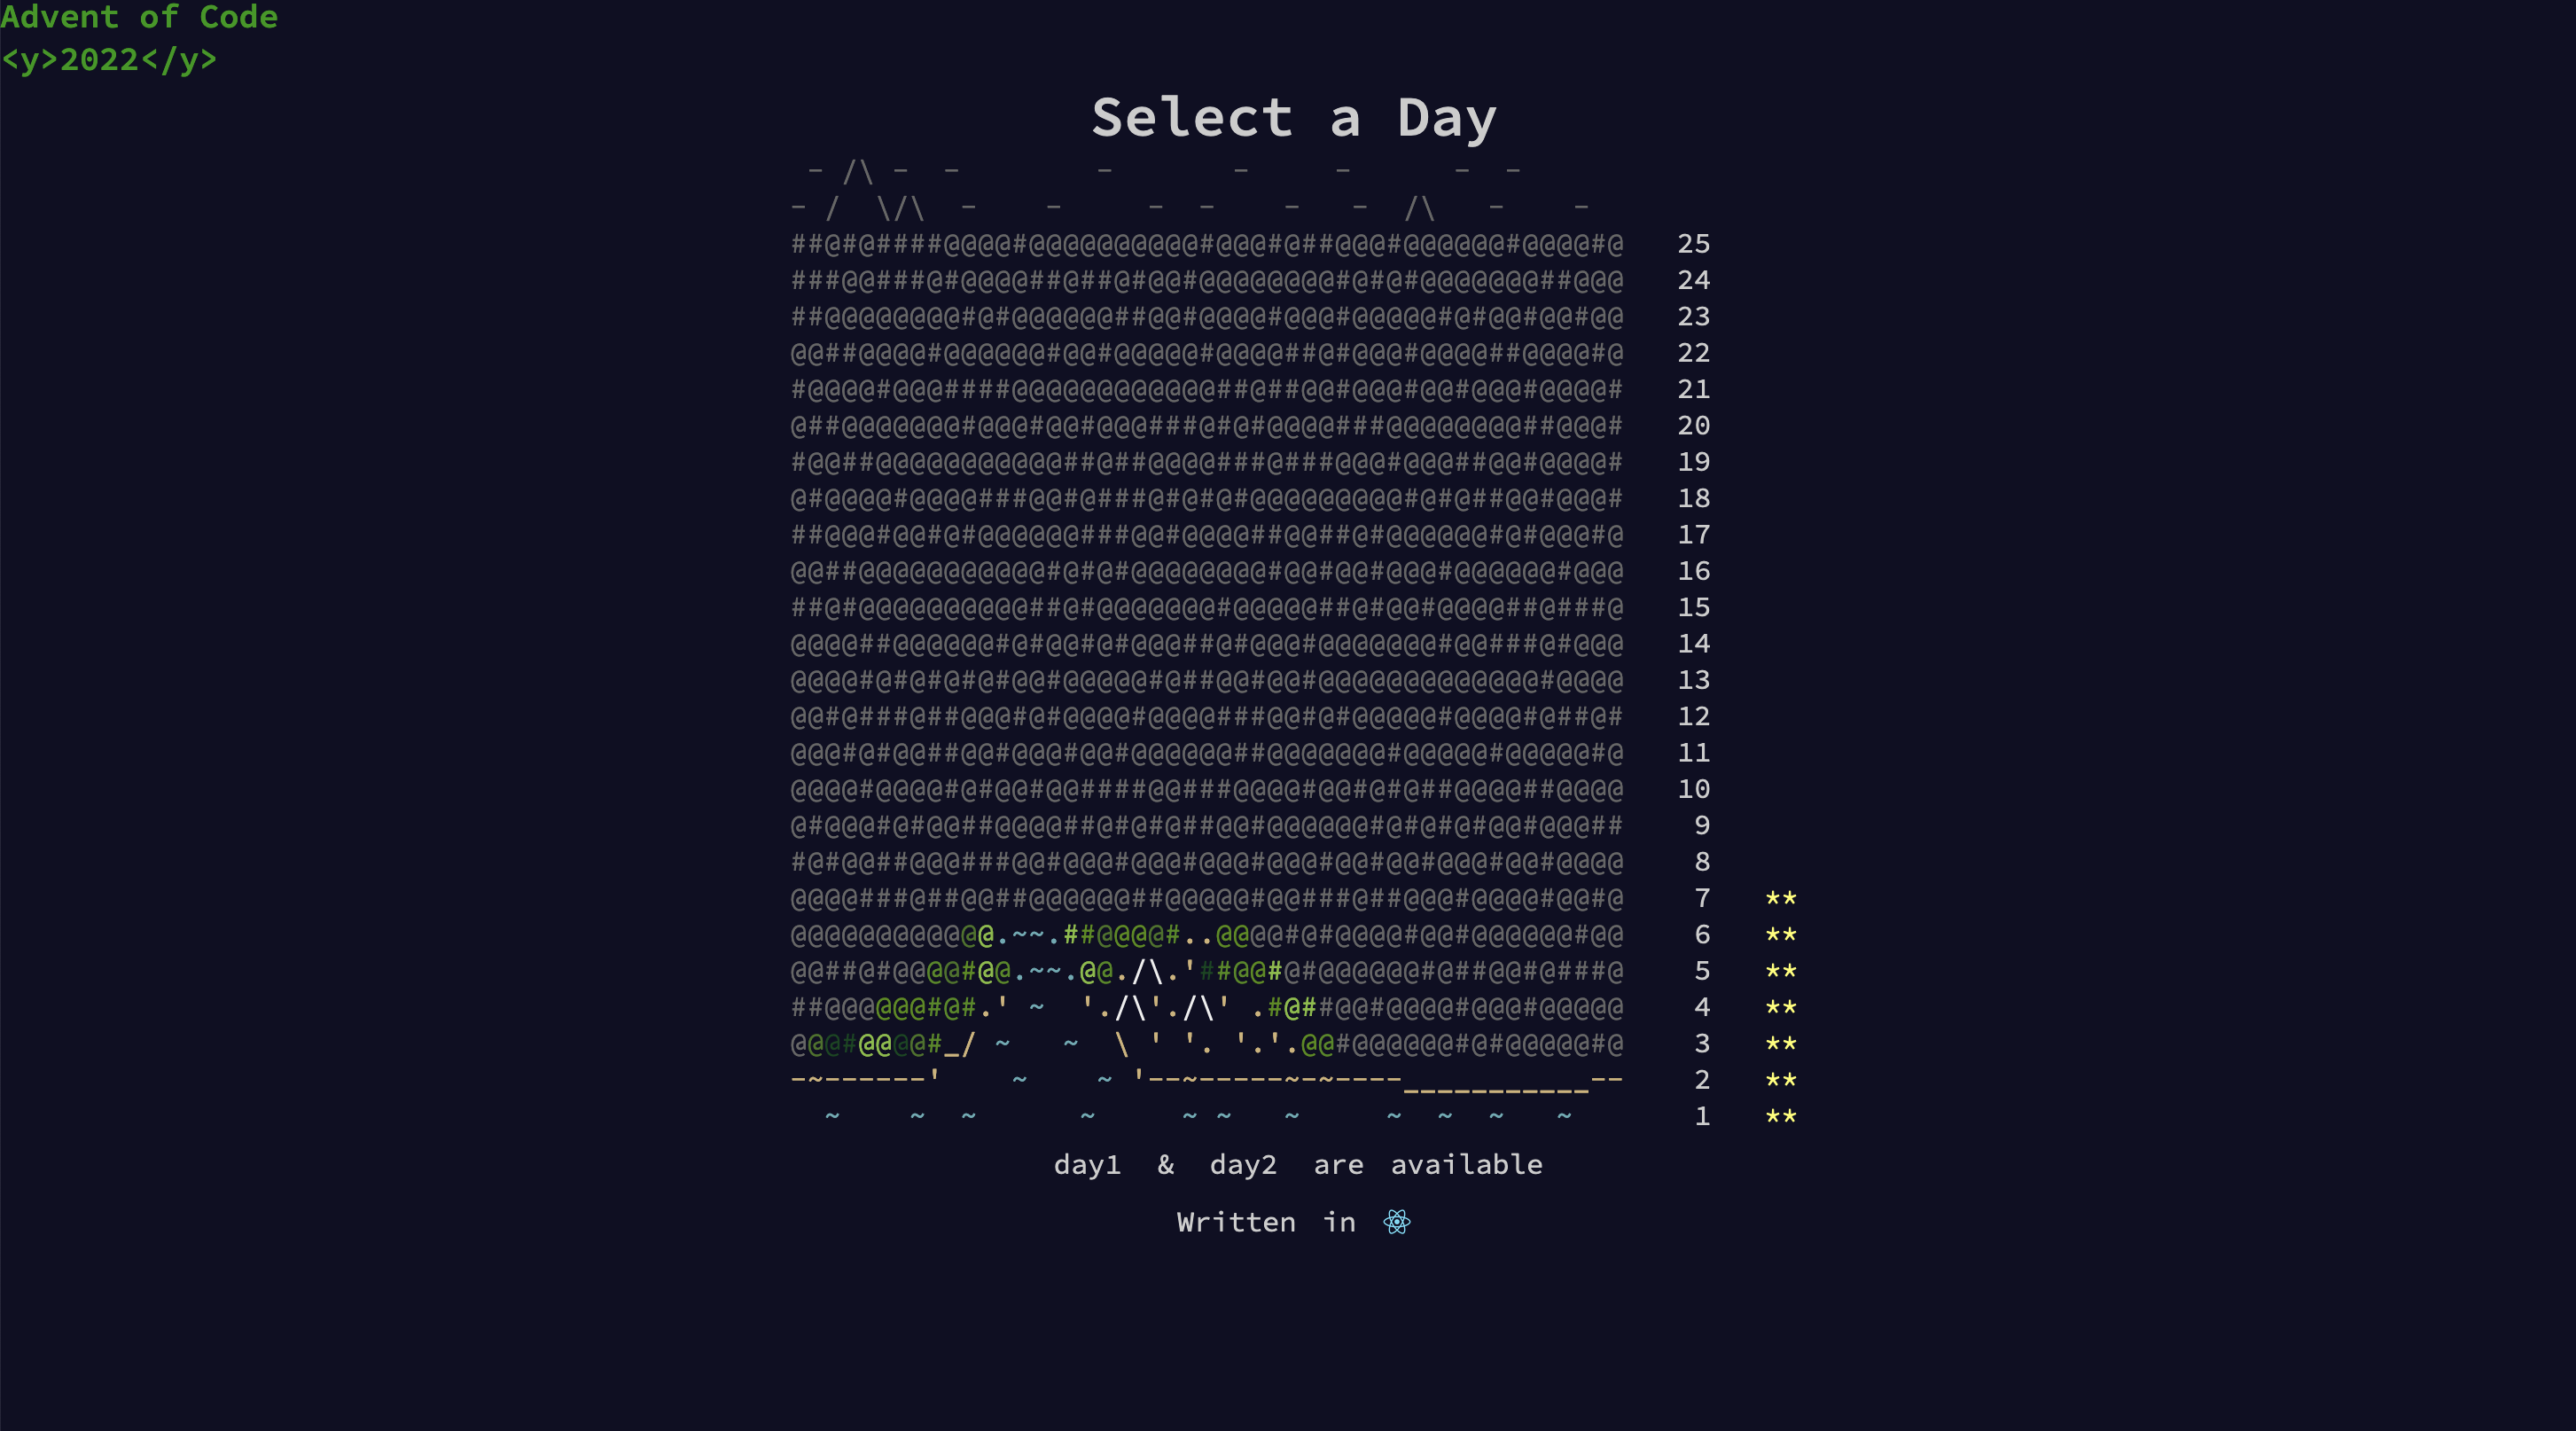 Advent of Code
<y>2022</y>
Select a Day
 - /\ -  -        -       -     -      -  -
- /  \/\  -    -     -  -    -   -  /\   -    -
##@#@####@@@@#@@@@@@@@@@#@@@#@##@@@#@@@@@@#@@@@#@ 25
###@@###@#@@@@##@##@#@@#@@@@@@@@#@#@#@@@@@@@##@@@ 24
##@@@@@@@@#@#@@@@@@##@@#@@@@#@@@#@@@@@#@#@@#@@#@@ 23
@@##@@@@#@@@@@@#@@#@@@@@#@@@@##@#@@@#@@@@##@@@@#@ 22
#@@@@#@@@####@@@@@@@@@@@@##@##@@#@@@#@@#@@@#@@@@# 21
@##@@@@@@@#@@@#@@#@@@###@#@#@@@@###@@@@@@@@##@@@# 20
#@@##@@@@@@@@@@@##@##@@@@###@###@@@#@@@##@@#@@@@# 19
@#@@@@#@@@@###@@#@###@#@#@#@@@@@@@@@#@#@##@@#@@@# 18
##@@@#@@#@#@@@@@@###@@#@@@@##@@##@#@@@@@@#@#@@@#@ 17
@@##@@@@@@@@@@@#@#@#@@@@@@@@#@@#@@#@@@#@@@@@@#@@@ 16
##@#@@@@@@@@@@##@#@@@@@@@#@@@@@##@#@@#@@@@##@###@ 15
@@@@##@@@@@@#@#@@#@#@@@##@#@@@#@@@@@@@#@@###@#@@@ 14
@@@@#@#@#@#@#@@#@@@@@#@##@@#@@#@@@@@@@@@@@@@#@@@@ 13
@@#@###@##@@@#@#@@@@#@@@@###@@#@#@@@@@#@@@@#@##@# 12
@@@#@#@@##@@#@@@#@@#@@@@@@##@@@@@@@#@@@@@#@@@@@#@ 11
@@@@#@@@@#@#@@#@@####@@###@@@@#@@#@#@##@@@@##@@@@ 10
@#@@@#@#@@##@@@@##@#@#@##@@#@@@@@@#@#@#@#@@#@@@## 9
#@#@@##@@@###@@#@@@#@@@#@@@#@@@#@@#@@#@@@#@@#@@@@ 8
@@@@###@##@@##@@@@@@##@@@@@#@@###@##@@@#@@@@#@@#@ 7 **
@@@@@@@@@@@@.~~.##@@@@#..@@@@#@#@@@@#@@#@@@@@@#@@ 6 **
@@##@#@@@@#@@.~~.@@./\.'##@@#@#@@@@@@#@##@@#@###@ 5 **
##@@@@@@#@#.' ~  './\'./\' .#@##@@#@@@@#@@@#@@@@@ 4 **
@@@#@@@@#_/ ~   ~  \ ' '. '.'.@@#@@@@@@#@#@@@@@#@ 3 **
-~------'    ~    ~ '--~-----~-~----___________-- 2 **
  ~    ~  ~      ~     ~ ~   ~     ~  ~  ~   ~ 1 **
day1 & day2 are available
Written in